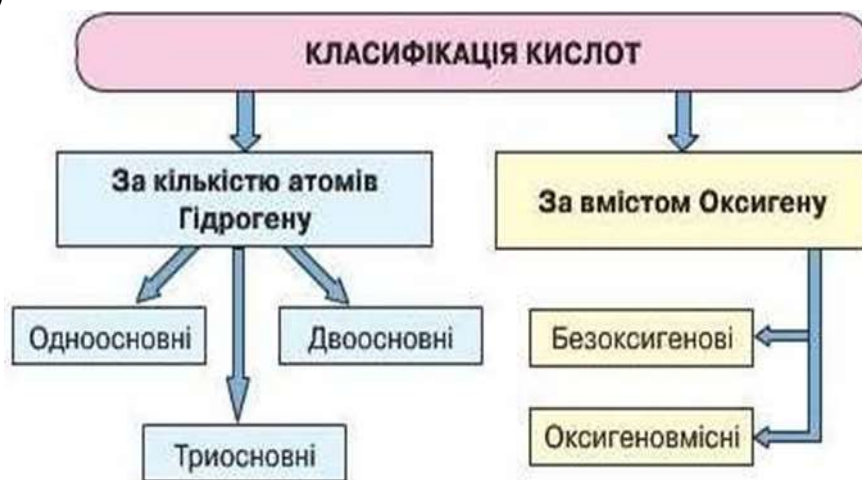 КЛАСИФІКАЦІЯ КИСЛОТ
За кількістю атомів
Гідрогену
За вмістом Оксигену
Одноосновні
Двоосновні
Триосновні
Безоксигенові
Оксигеновмісні